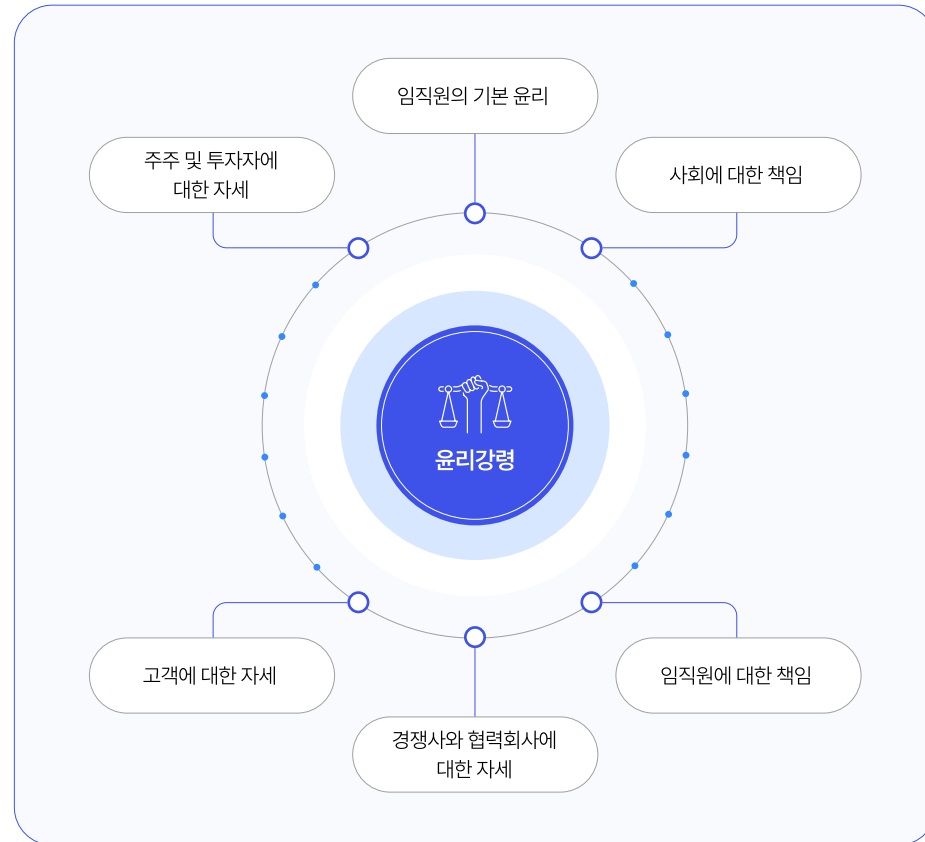 임직원의 기본 윤리
주주 및 투자자에
대한 자세
사회에 대한 책임
윤리강령
고객에 대한 자세
임직원에 대한 책임
경쟁사와 협력회사에
대한 자세